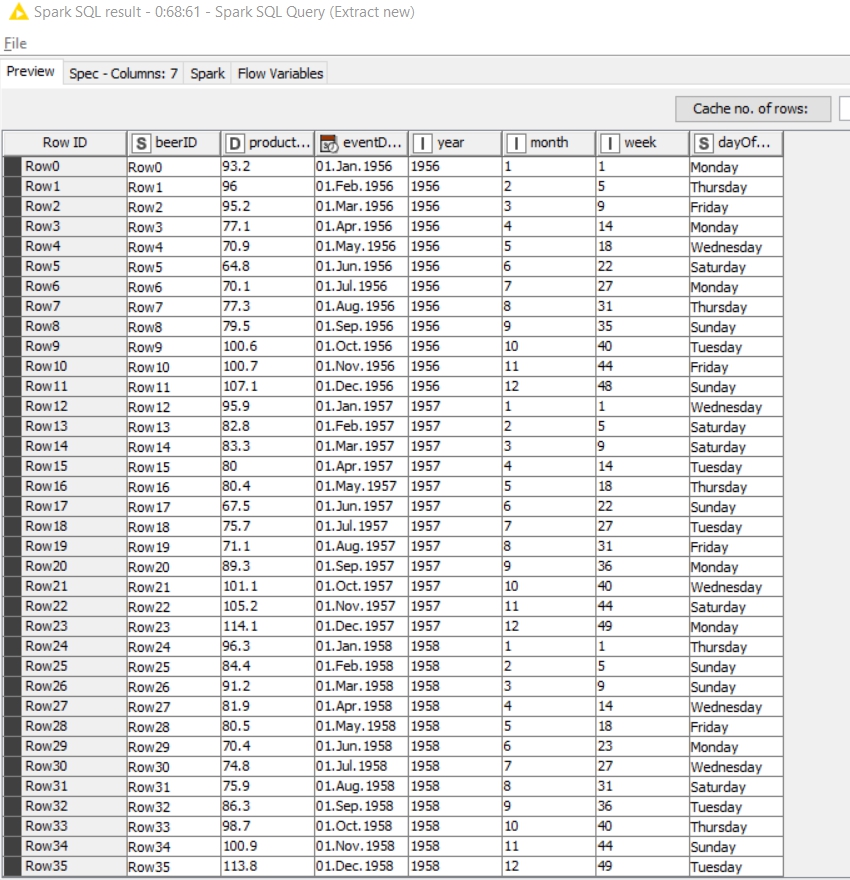 Spark SQL result - 0:68:61 - Spark SQL Query (Extract new)
File
Preview Spec - Columns: 7 Spark Flow Variables
Cache no. of rows:
Row ID S beerID D product... eventD... I year I month I week S dayOf...
Row0 Row0 93.2 01.Jan.1956 1956 1 1 Monday
Row1 Row1 96 01.Feb.1956 1956 2 5 Thursday
Row2 Row2 95.2 01.Mar.1956 1956 3 9 Friday
Row3 Row3 77.1 01.Apr.1956 1956 4 14 Monday
Row4 Row4 70.9 01.May.1956 1956 5 18 Wednesday
Row5 Row5 64.8 01.Jun.1956 1956 6 22 Saturday
Row6 Row6 70.1 01.Jul.1956 1956 7 27 Monday
Row7 Row7 77.3 01.Aug.1956 1956 8 31 Thursday
Row8 Row8 79.5 01.Sep.1956 1956 9 35 Sunday
Row9 Row9 100.6 01.Oct.1956 1956 10 40 Tuesday
Row10 Row10 100.7 01.Nov.1956 1956 11 44 Friday
Row11 Row11 107.1 01.Dec.1956 1956 12 48 Sunday
Row12 Row12 95.9 01.Jan.1957 1957 1 1 Wednesday
Row13 Row13 82.8 01.Feb.1957 1957 2 5 Saturday
Row14 Row14 83.3 01.Mar.1957 1957 3 9 Saturday
Row15 Row15 80 01.Apr.1957 1957 4 14 Tuesday
Row16 Row16 80.4 01.May.1957 1957 5 18 Thursday
Row17 Row17 67.5 01.Jun.1957 1957 6 22 Sunday
Row18 Row18 75.7 01.Jul.1957 1957 7 27 Tuesday
Row19 Row19 71.1 01.Aug.1957 1957 8 31 Friday
Row20 Row20 89.3 01.Sep.1957 1957 9 36 Monday
Row21 Row21 101.1 01.Oct.1957 1957 10 40 Wednesday
Row22 Row22 105.2 01.Nov.1957 1957 11 44 Saturday
Row23 Row23 114.1 01.Dec.1957 1957 12 49 Monday
Row24 Row24 96.3 01.Jan.1958 1958 1 1 Thursday
Row25 Row25 84.4 01.Feb.1958 1958 2 5 Sunday
Row26 Row26 91.2 01.Mar.1958 1958 3 9 Sunday
Row27 Row27 81.9 01.Apr.1958 1958 4 14 Wednesday
Row28 Row28 80.5 01.May.1958 1958 5 18 Friday
Row29 Row29 70.4 01.Jun.1958 1958 6 23 Monday
Row30 Row30 74.8 01.Jul.1958 1958 7 27 Wednesday
Row31 Row31 75.9 01.Aug.1958 1958 8 31 Saturday
Row32 Row32 86.3 01.Sep.1958 1958 9 36 Tuesday
Row33 Row33 98.7 01.Oct.1958 1958 10 40 Thursday
Row34 Row34 100.9 01.Nov.1958 1958 11 44 Sunday
Row35 Row35 113.8 01.Dec.1958 1958 12 49 Tuesday